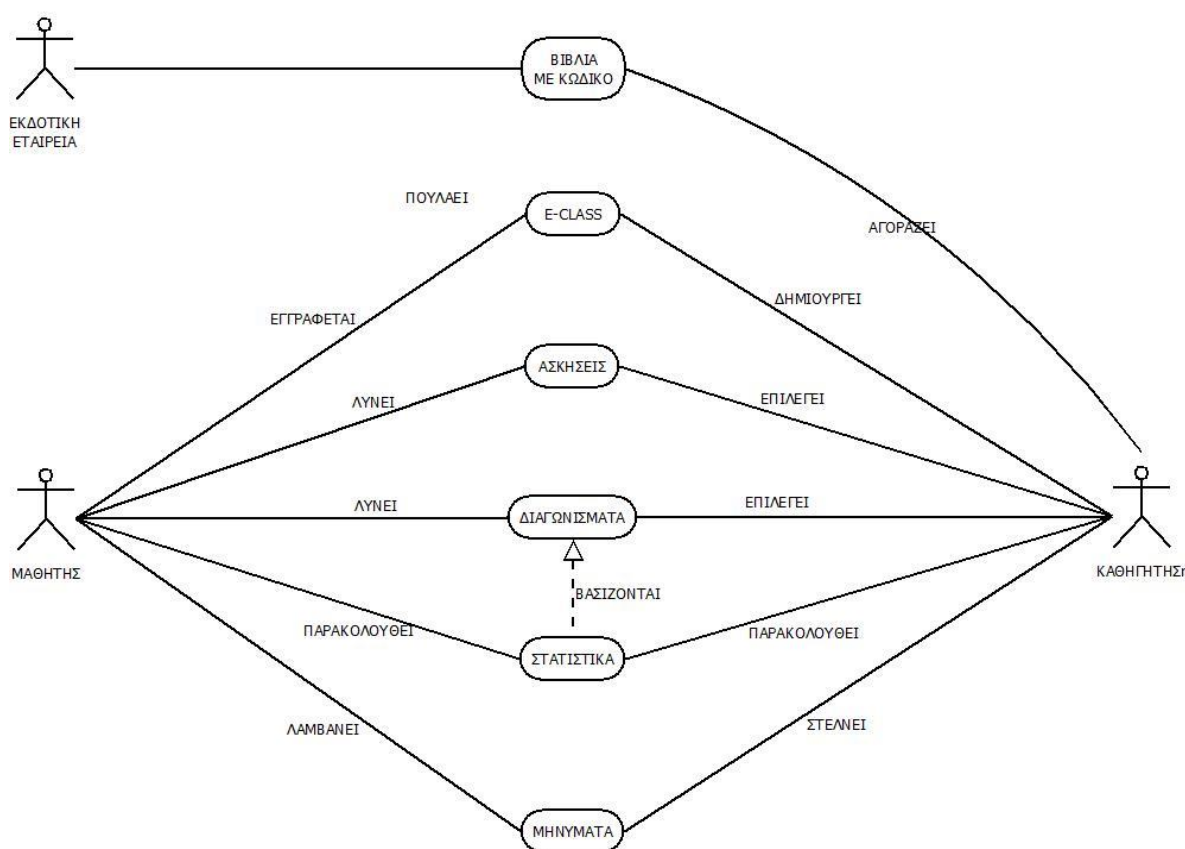 ΒΙΒΛΙΑ
ΜΕ ΚΩΔΙΚΟ
ΕΚΔΟΤΙΚΗ
ΕΤΑΙΡΕΙΑ
ΠΟΥΛΑΕΙ
E-CLASS
ΑΓΟΡΑΖΕΙ
ΔΗΜΙΟΥΡΓΕΙ
ΕΓΓΡΑΦΕΤΑΙ
ΑΣΚΗΣΕΙΣ
ΛΥΝΕΙ
ΕΠΙΛΕΓΕΙ
ΛΥΝΕΙ
ΔΙΑΓΩΝΙΣΜΑΤΑ
ΕΠΙΛΕΓΕΙ
ΜΑΘΗΤΗΣ
ΚΑΘΗΓΗΤΗΣη
ΒΑΣΙΖΟΝΤΑΙ
ΠΑΡΑΚΟΛΟΥΘΕΙ
ΣΤΑΤΙΣΤΙΚΑ
ΠΑΡΑΚΟΛΟΥΘΕΙ
ΛΑΜΒΑΝΕΙ
ΣΤΕΛΝΕΙ
ΜΗΝΥΜΑΤΑ